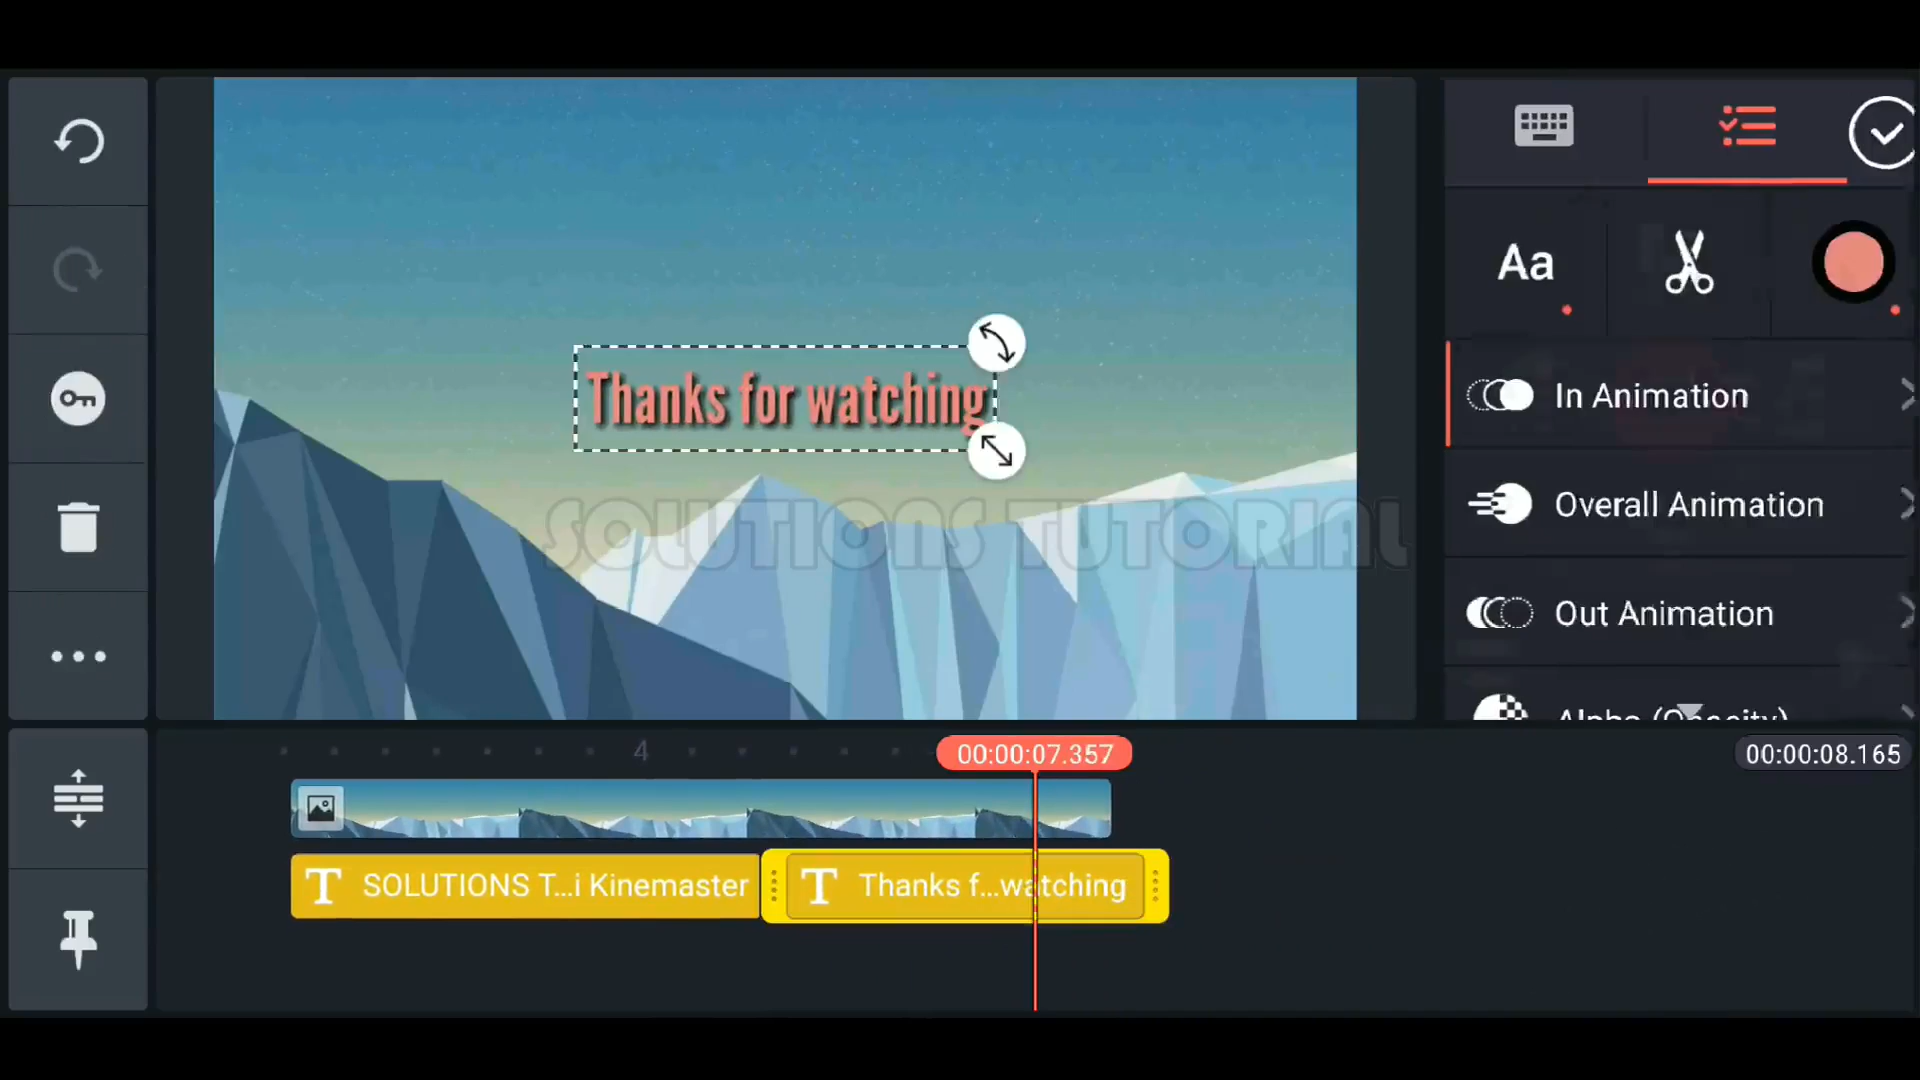 Aa
In Animation
Thanks for watching
Overall Animation
SOLUTIONS TUTORIAL
Out Animation
Alpha (Opacity)
4
00:00:07.357
00:00:08.165
T SOLUTIONS T...i Kinemaster
T Thanks f...watching